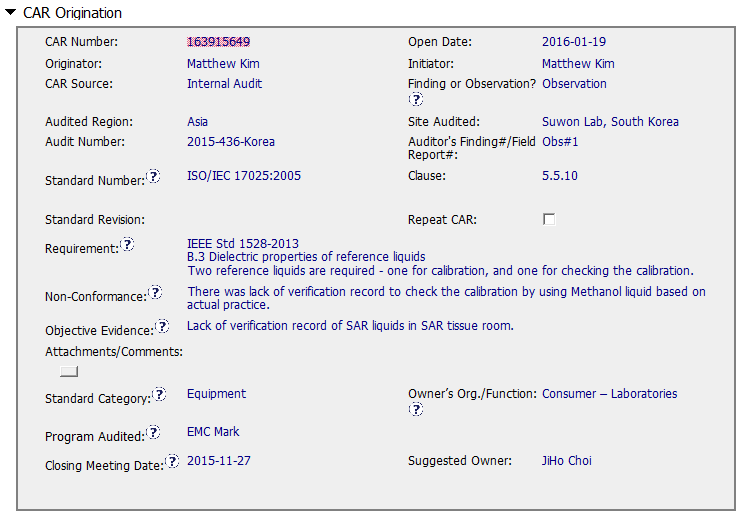 CAR Origination
CAR Number: 163915649 Open Date: 2016-01-19
Originator: Matthew Kim Initiator: Matthew Kim
CAR Source: Internal Audit Finding or Observation? Observation
?
Audited Region: Asia Site Audited: Suwon Lab, South Korea
Audit Number: 2015-436-Korea Auditor's Finding#/Field Obs#1
Report#:
Standard Number: ? ISO/IEC 17025:2005 Clause: 5.5.10
Standard Revision: Repeat CAR:
Requirement: ? IEEE Std 1528-2013
B.3 Dielectric properties of reference liquids
Two reference liquids are required - one for calibration, and one for checking the calibration.
Non-Conformance: ? There was lack of verification record to check the calibration by using Methanol liquid based on
actual practice.
Objective Evidence: ? Lack of verification record of SAR liquids in SAR tissue room.
Attachments/Comments:
Standard Category: ? Equipment Owner's Org./Function: Consumer – Laboratories
?
Program Audited: ? EMC Mark
Closing Meeting Date: ? 2015-11-27 Suggested Owner: JiHo Choi